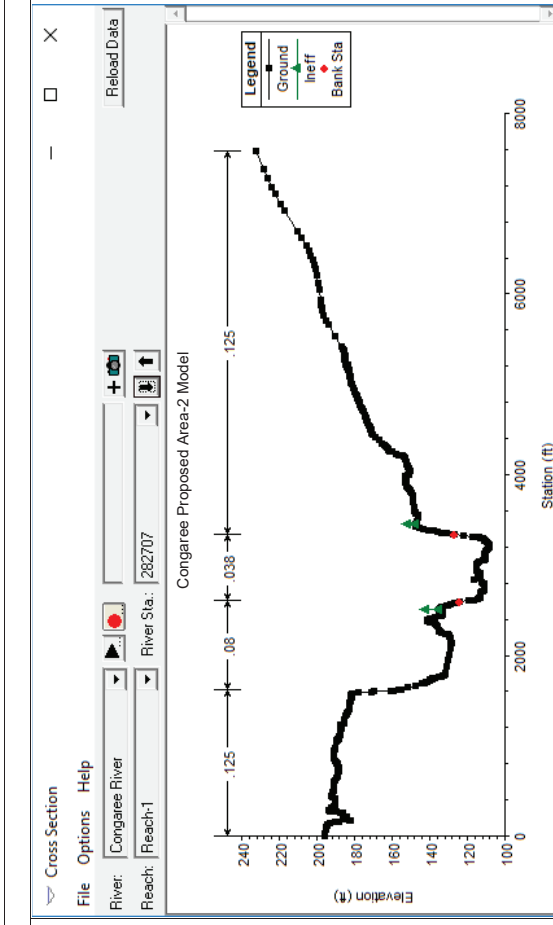 Cross Section
File Options Help
River: Congaree River
Reload Data
Reach: Reach-1 River Sta.: 282707
Congaree Proposed Area-2 Model
.125 .08 .038 .125
Legend
Ground
Ineff
Bank Sta
240
220
200
180
160
140
120
100
Elevation (ft)
0 2000 4000 6000 8000
Station (ft)